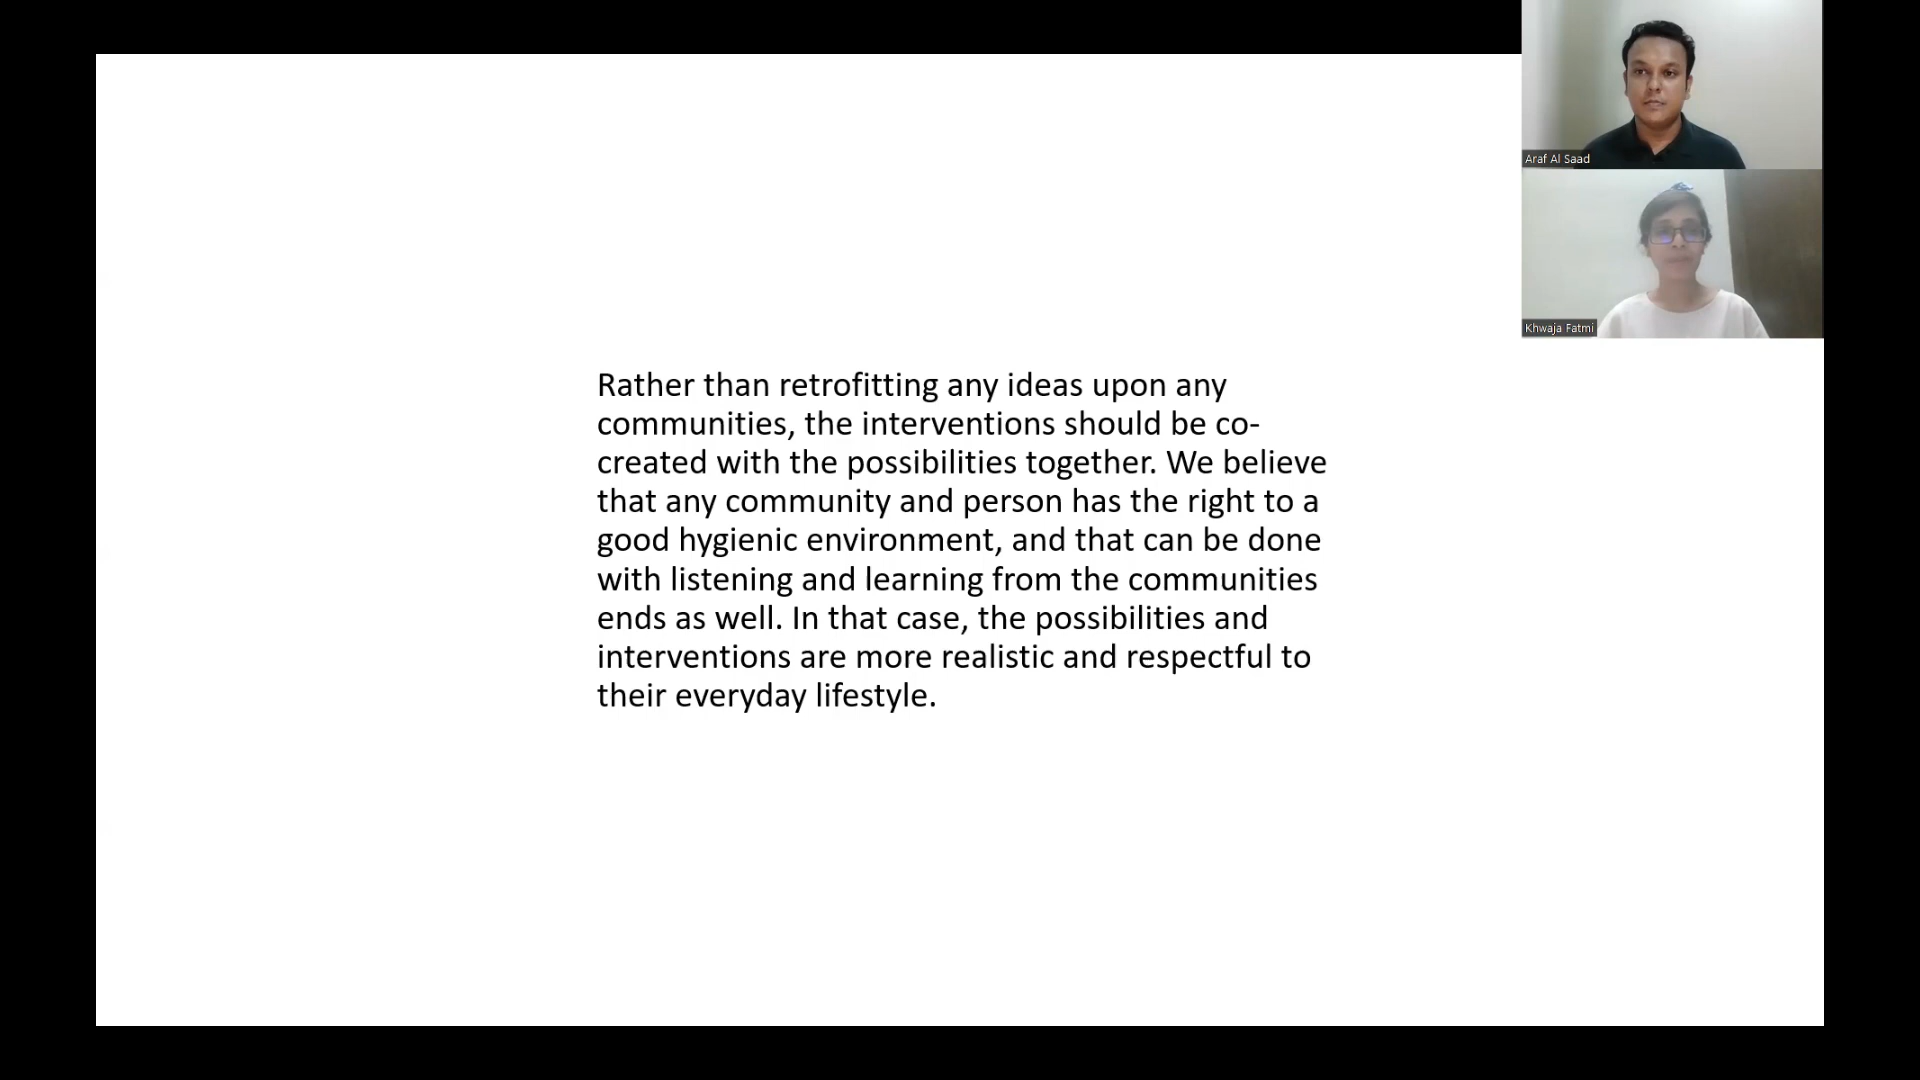 Araf Al Saad
Khwaja Fatmi
Rather than retrofitting any ideas upon any
communities, the interventions should be co-
created with the possibilities together. We believe
that any community and person has the right to a
good hygienic environment, and that can be done
with listening and learning from the communities
ends as well. In that case, the possibilities and
interventions are more realistic and respectful to
their everyday lifestyle.